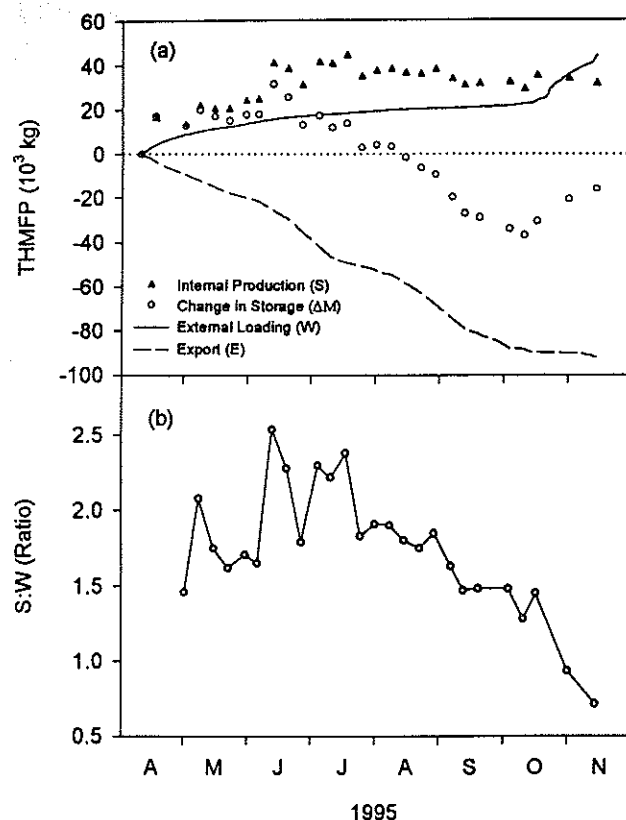 60
(a)
40
20
0
-20
-40
-60
-80
-100
THMFP (10³ kg)
Internal Production (S)
Change in Storage (ΔM)
External Loading (W)
Export (E)
(b)
2.5
2.0
1.5
1.0
0.5
S:W (Ratio)
A M J J A S O N
1995